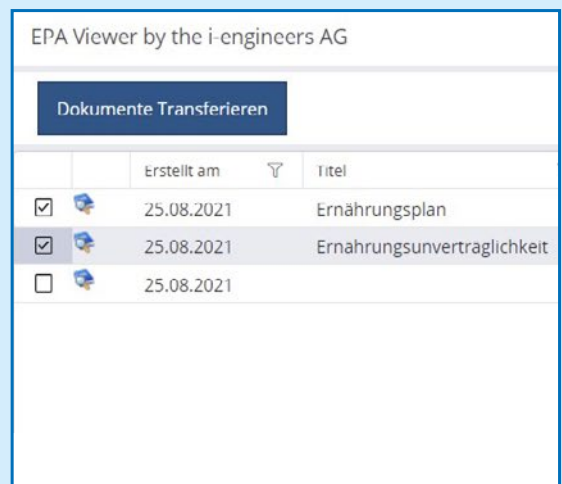 EPA Viewer by the i-engineers AG
Dokumente Transferieren
Erstellt am Titel
25.08.2021 Ernährungsplan
25.08.2021 Ernahrungsunvertraglichkeit
25.08.2021